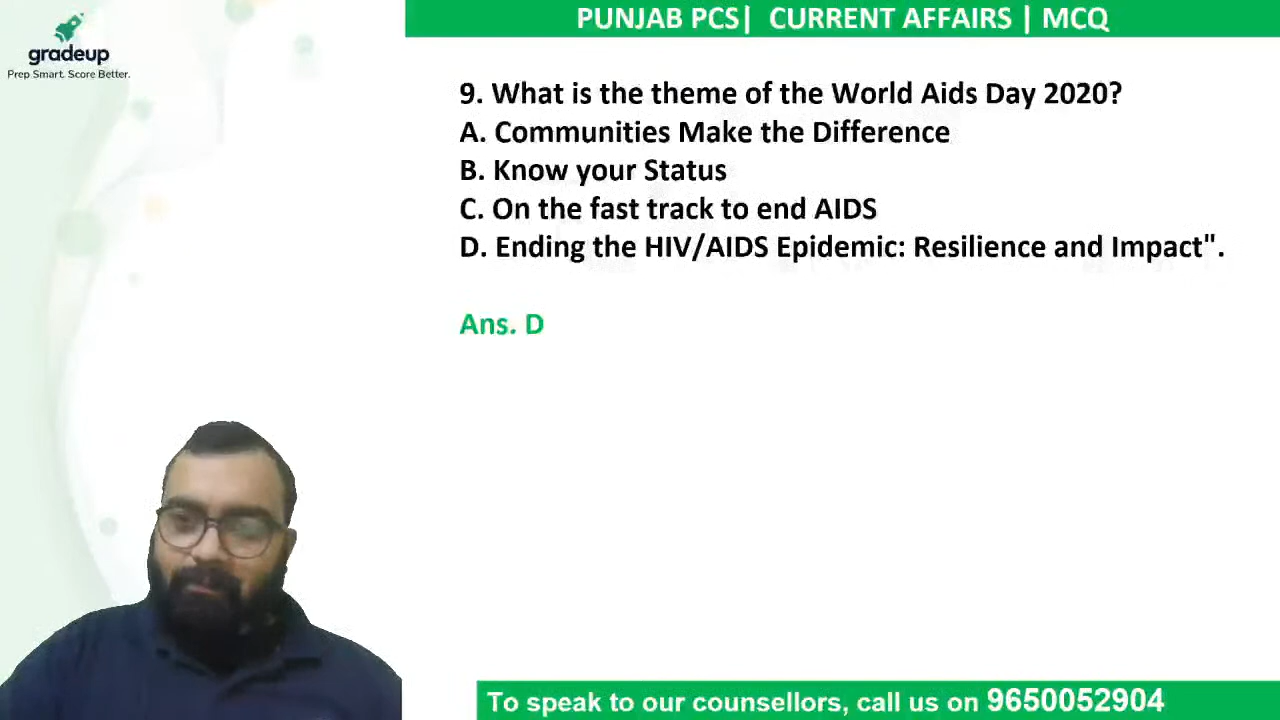 gradeup
Prep Smart. Score Better.
PUNJAB PCS| CURRENT AFFAIRS | MCQ
9. What is the theme of the World Aids Day 2020?
A. Communities Make the Difference
B. Know your Status
C. On the fast track to end AIDS
D. Ending the HIV/AIDS Epidemic: Resilience and Impact".
Ans. D
To speak to our counsellors, call us on 9650052904